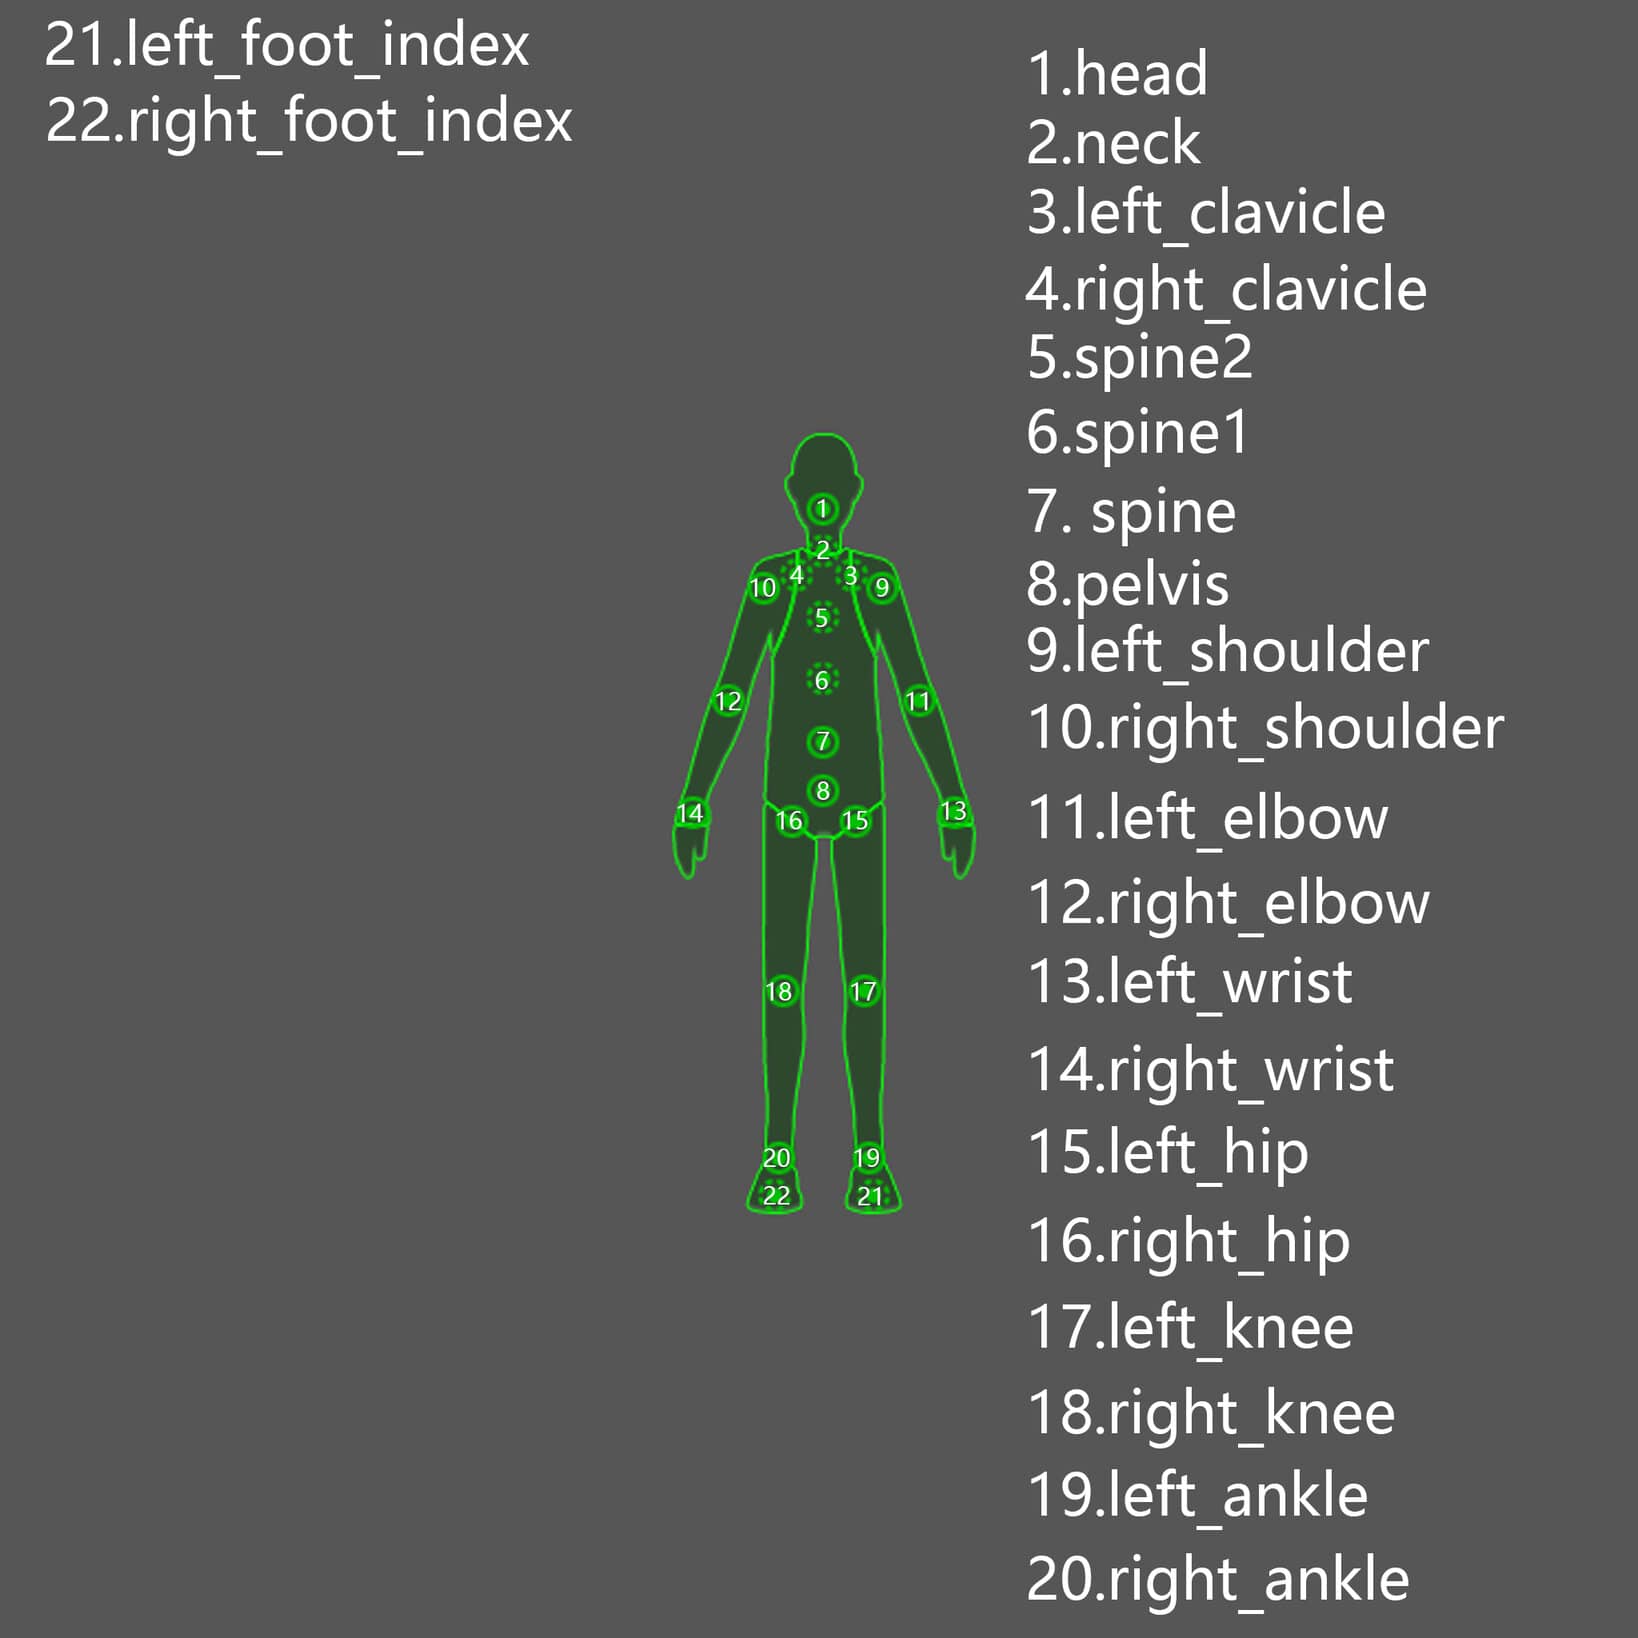 21.left_foot_index
22.right_foot_index
1.head
2.neck
3.left_clavicle
4.right_clavicle
5.spine2
6.spine1
7. spine
8.pelvis
9.left_shoulder
10.right_shoulder
11.left_elbow
12.right_elbow
13.left_wrist
14.right_wrist
15.left_hip
16.right_hip
17.left_knee
18.right_knee
19.left_ankle
20.right_ankle
1
2
4 3
10 9
5
6
12 11
7
8
14 13
16 15
18 17
20 19
22 21